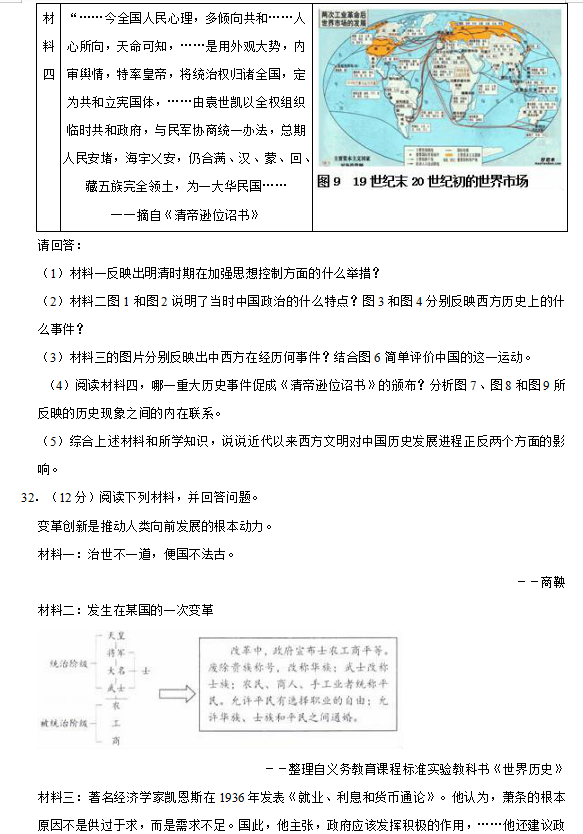 材料四
“……今全国人民心理，多倾向共和……人
心所向，天命可知，……是用外观大势，内
审舆情，特率皇帝，将统治权归诸全国，定
为共和立宪国体，……由袁世凯以全权组织
临时共和政府，与民军协商统一办法，总期
人民安堵，海宇乂安，仍合满、汉、蒙、回、
藏五族完全领土，为一大华民国……
——摘自《清帝逊位诏书》
两次工业革命后
世界市场的发展
图9 19世纪末20世纪初的世界市场
请回答：
（1）材料一反映出明清时期在加强思想控制方面的什么举措？
（2）材料二图1和图2说明了当时中国政治的什么特点？图3和图4分别反映西方历史上的什
么事件？
（3）材料三的图片分别反映出中西方在经历何事件？结合图6简单评价中国的这一运动。
（4）阅读材料四，哪一重大历史事件促成《清帝逊位诏书》的颁布？分析图7、图8和图9所
反映的历史现象之间的内在联系。
（5）综合上述材料和所学知识，说说近代以来西方文明对中国历史发展进程正反两个方面的影
响。
32．（12分）阅读下列材料，并回答问题。
变革创新是推动人类向前发展的根本动力。
材料一：治世不一道，便国不法古。
——商鞅
材料二：发生在某国的一次变革
统治阶级
天皇
将军
大名
武士
士
被统治阶级
农
工
商
改革中，政府宣布士农工商平等。
废除贵族称号，改称华族；武士改称
士族；农民、商人、手工业者统称平
民。允许平民有选择职业的自由；允
许华族、士族和平民之间通婚。
——整理自义务教育课程标准实验教科书《世界历史》
材料三：著名经济学家凯恩斯在1936年发表《就业、利息和货币通论》。他认为，萧条的根本
原因不是供过于求，而是需求不足。因此，他主张，政府应该发挥积极的作用，……他还建议政